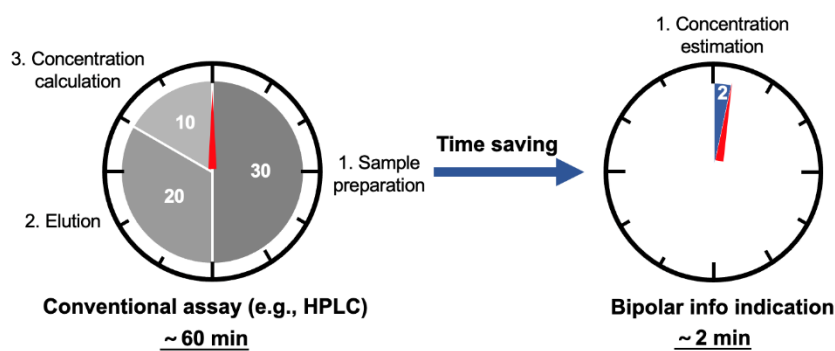 3. Concentration
calculation
10
30
20
1. Sample
preparation
2. Elution
Conventional assay (e.g., HPLC)
~ 60 min
Time saving
1. Concentration
estimation
2
Bipolar info indication
~ 2 min